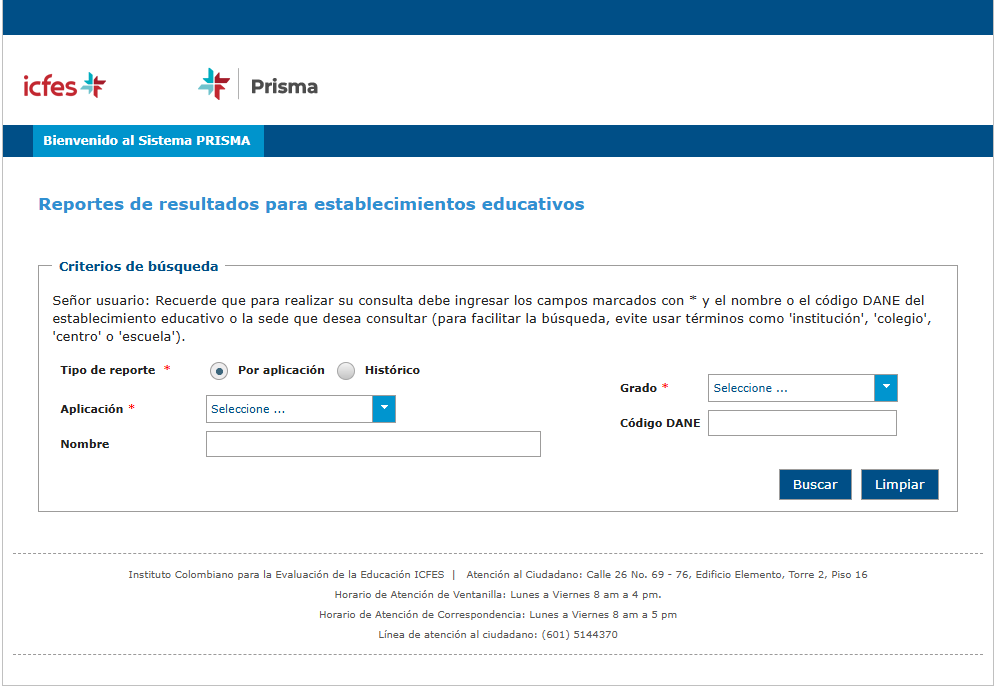 icfes
Prisma
Bienvenido al Sistema PRISMA
Reportes de resultados para establecimientos educativos
Criterios de búsqueda
Señor usuario: Recuerde que para realizar su consulta debe ingresar los campos marcados con * y el nombre o el código DANE del
establecimiento educativo o la sede que desea consultar (para facilitar la búsqueda, evite usar términos como 'institución', 'colegio',
'centro' o 'escuela').
Tipo de reporte * Por aplicación Histórico
Grado * Seleccione ...
Aplicación * Seleccione ...
Código DANE
Nombre
Buscar Limpiar
Instituto Colombiano para la Evaluación de la Educación ICFES | Atención al Ciudadano: Calle 26 No. 69 - 76, Edificio Elemento, Torre 2, Piso 16
Horario de Atención de Ventanilla: Lunes a Viernes 8 am a 4 pm.
Horario de Atención de Correspondencia: Lunes a Viernes 8 am a 5 pm
Línea de atención al ciudadano: (601) 5144370